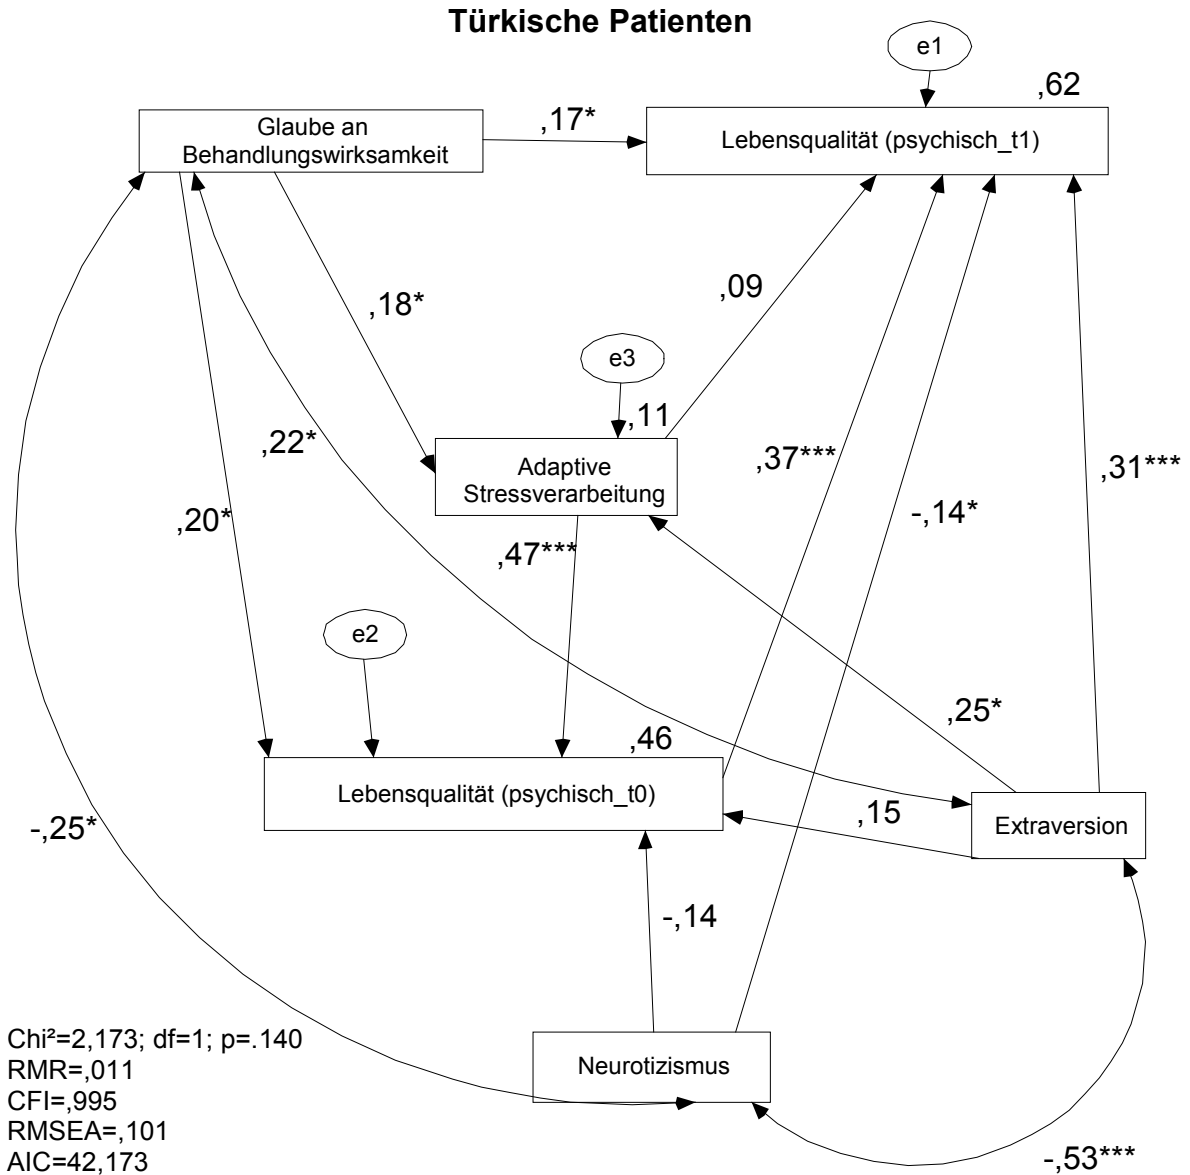 Türkische Patienten
e1
,62
Glaube an
Behandlungswirksamkeit
,17*
Lebensqualität (psychisch_t1)
,18*
,09
e3
,11
,22*
,37***
,31***
Adaptive
Stressverarbeitung
,20*
-,14*
,47***
e2
,25*
,46
Lebensqualität (psychisch_t0)
,15
Extraversion
-,25*
-,14
Chi²=2,173; df=1; p=.140
RMR=,011
CFI=,995
RMSEA=,101
AIC=42,173
Neurotizismus
-,53***